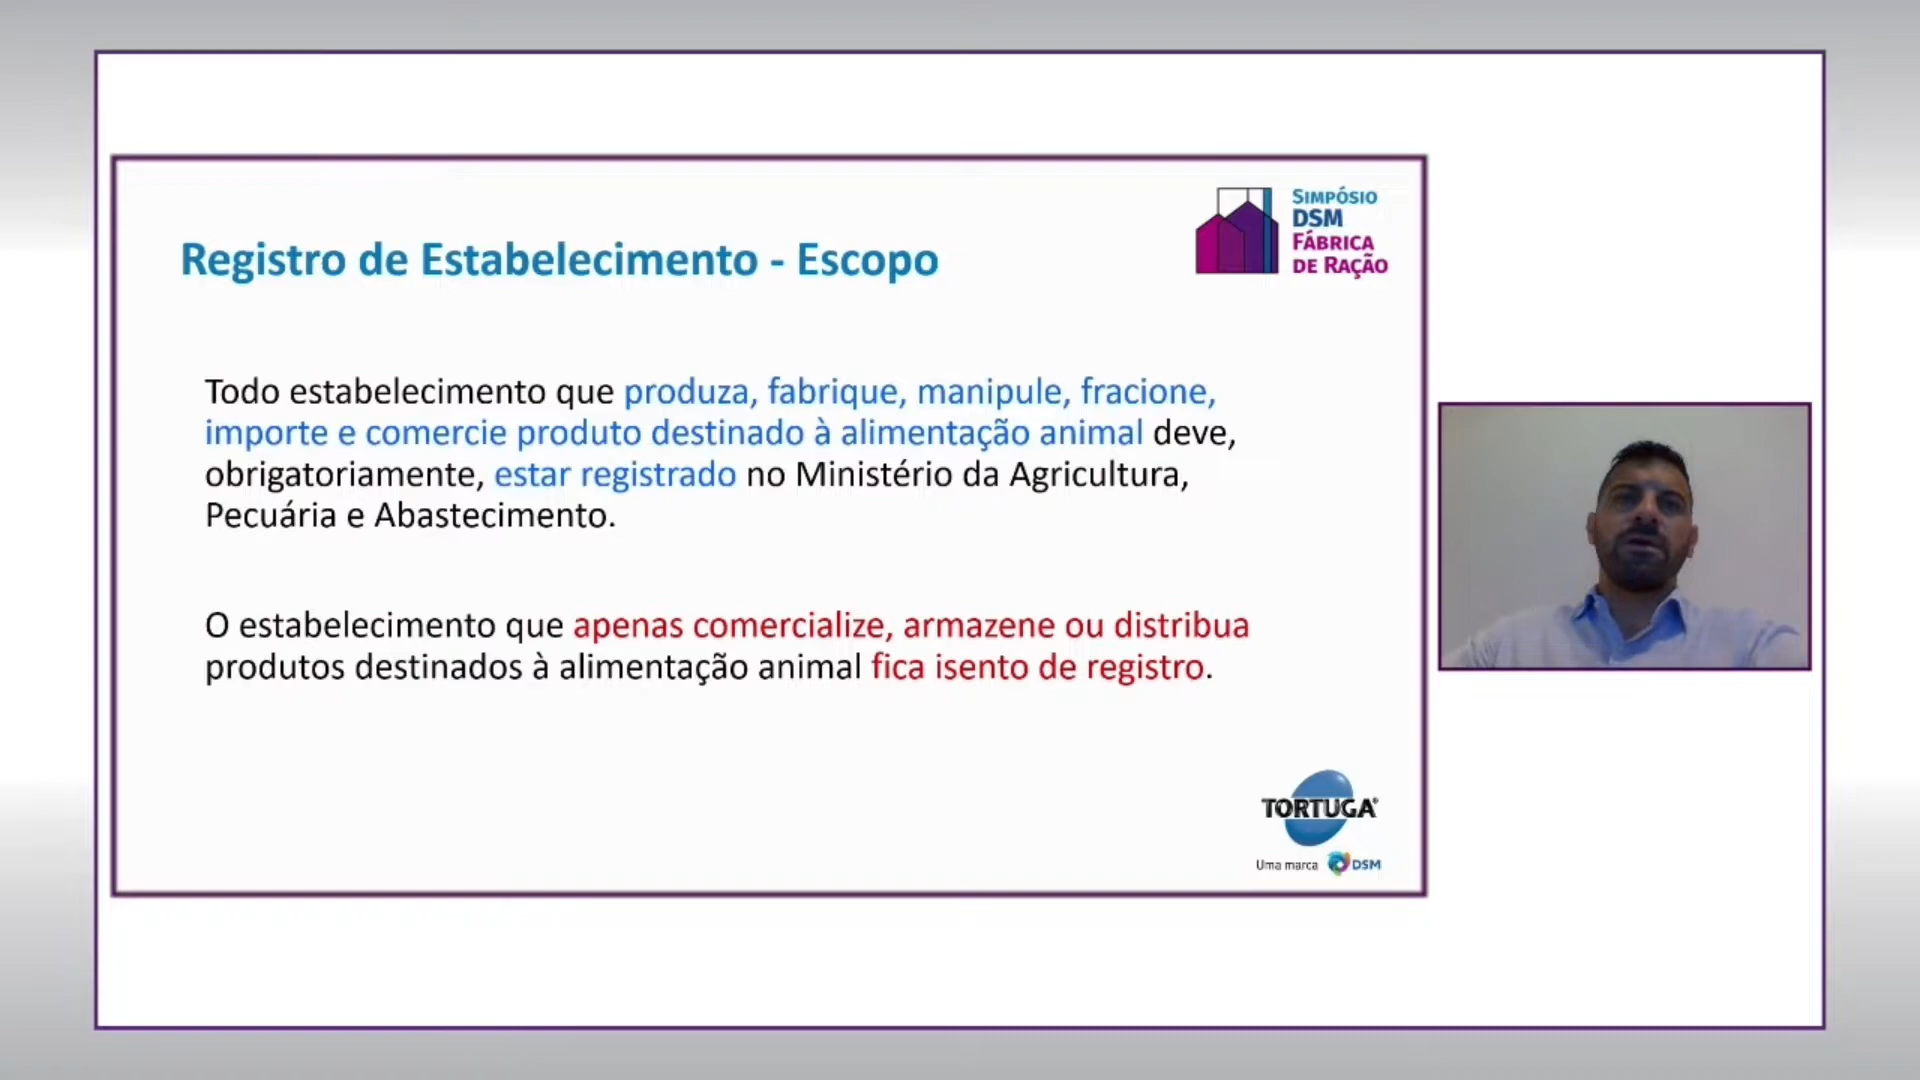 Simpósio
DSM
Fábrica
de Ração
Registro de Estabelecimento - Escopo
Todo estabelecimento que produza, fabrique, manipule, fracione,
importe e comercie produto destinado à alimentação animal deve,
obrigatoriamente, estar registrado no Ministério da Agricultura,
Pecuária e Abastecimento.
O estabelecimento que apenas comercialize, armazene ou distribua
produtos destinados à alimentação animal fica isento de registro.
TORTUGA®
Uma marca DSM